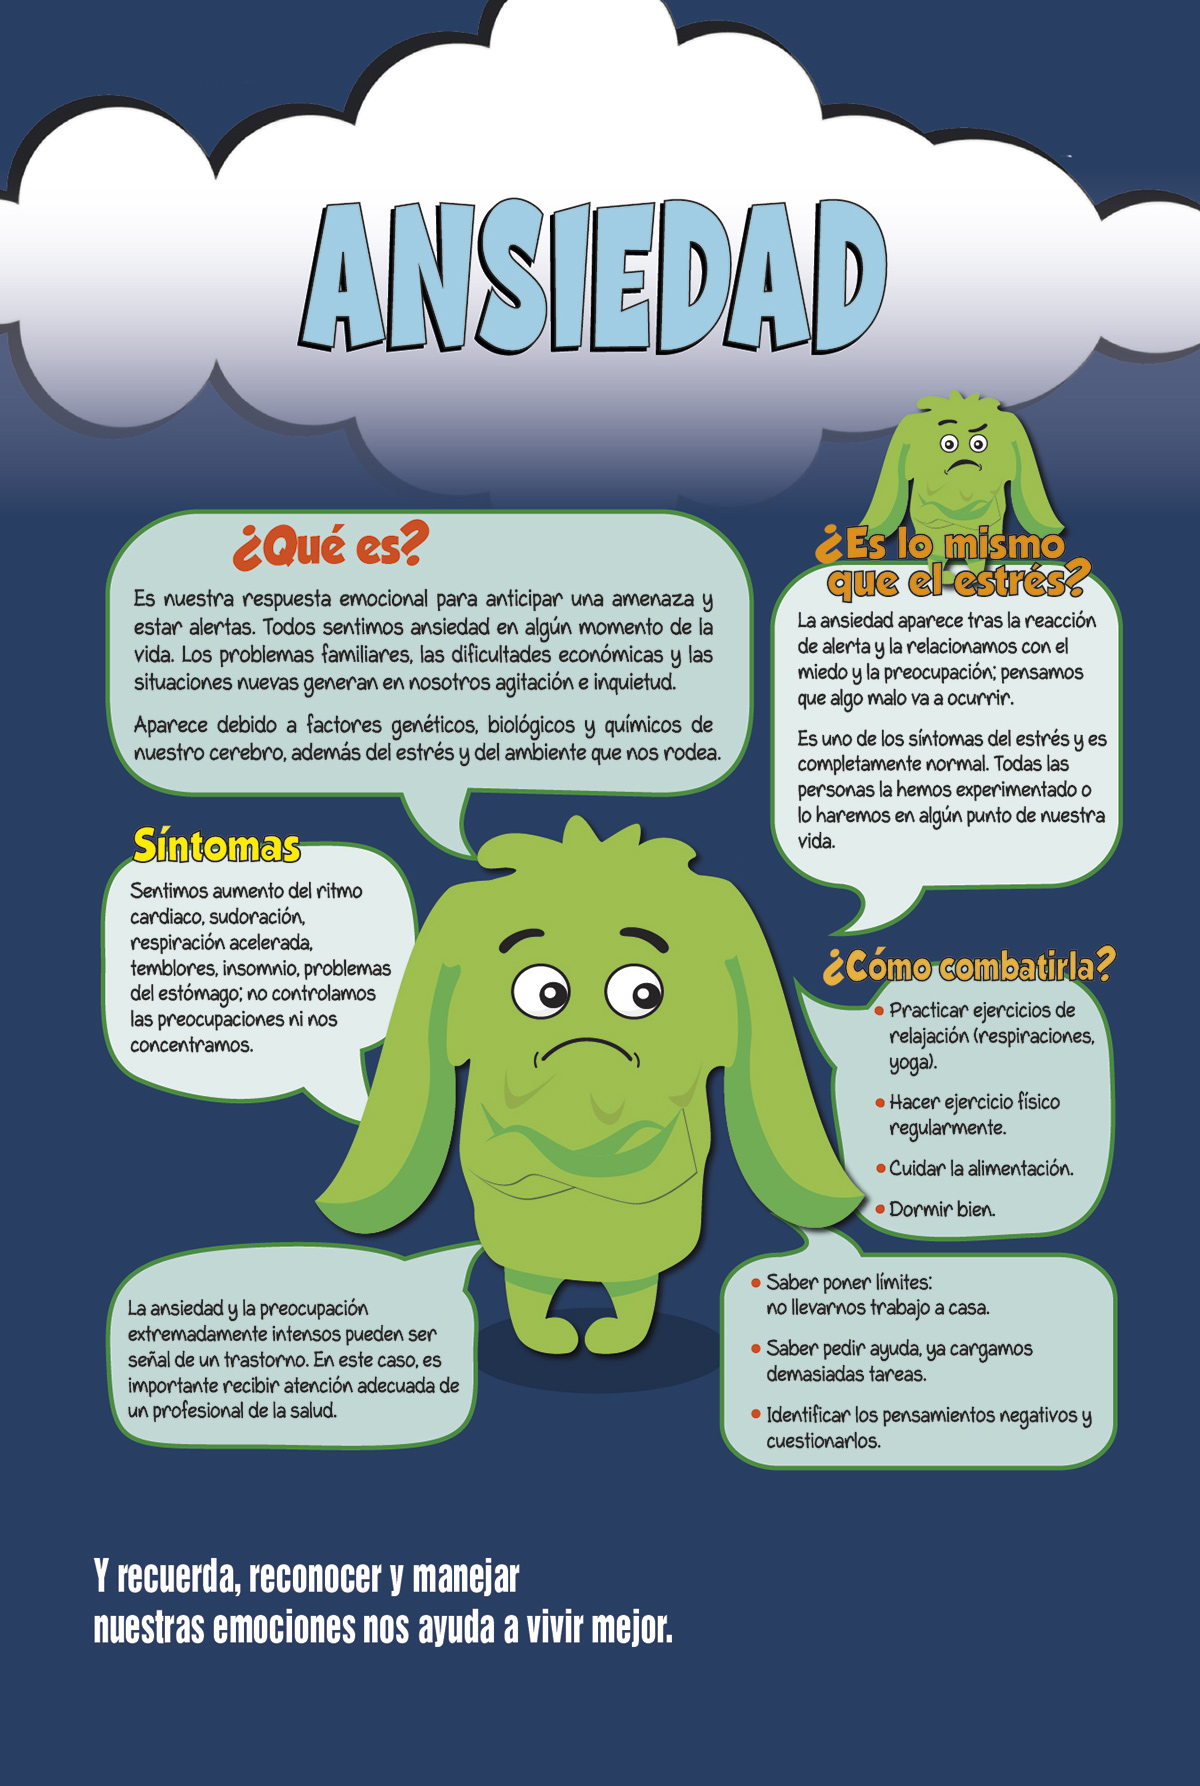 ANSIEDAD
¿Qué es?
Es nuestra respuesta emocional para anticipar una amenaza y
estar alertas. Todos sentimos ansiedad en algún momento de la
vida. Los problemas familiares, las dificultades económicas y las
situaciones nuevas generan en nosotros agitación e inquietud.
Aparece debido a factores genéticos, biológicos y químicos de
nuestro cerebro, además del estrés y del ambiente que nos rodea.
¿Es lo mismo
que el estrés?
La ansiedad aparece tras la reacción
de alerta y la relacionamos con el
miedo y la preocupación; pensamos
que algo malo va a ocurrir.
Es uno de los síntomas del estrés y es
completamente normal. Todas las
personas la hemos experimentado o
lo haremos en algún punto de nuestra
vida.
Síntomas
Sentimos aumento del ritmo
cardiaco, sudoración,
respiración acelerada,
temblores, insomnio, problemas
del estómago; no controlamos
las preocupaciones ni nos
concentramos.
¿Cómo combatirla?
• Practicar ejercicios de
relajación (respiraciones,
yoga).
• Hacer ejercicio físico
regularmente.
• Cuidar la alimentación.
• Dormir bien.
• Saber poner límites:
no llevarnos trabajo a casa.
• Saber pedir ayuda, ya cargamos
demasiadas tareas.
• Identificar los pensamientos negativos y
cuestionarlos.
La ansiedad y la preocupación
extremadamente intensos pueden ser
señal de un trastorno. En este caso, es
importante recibir atención adecuada de
un profesional de la salud.
Y recuerda, reconocer y manejar
nuestras emociones nos ayuda a vivir mejor.